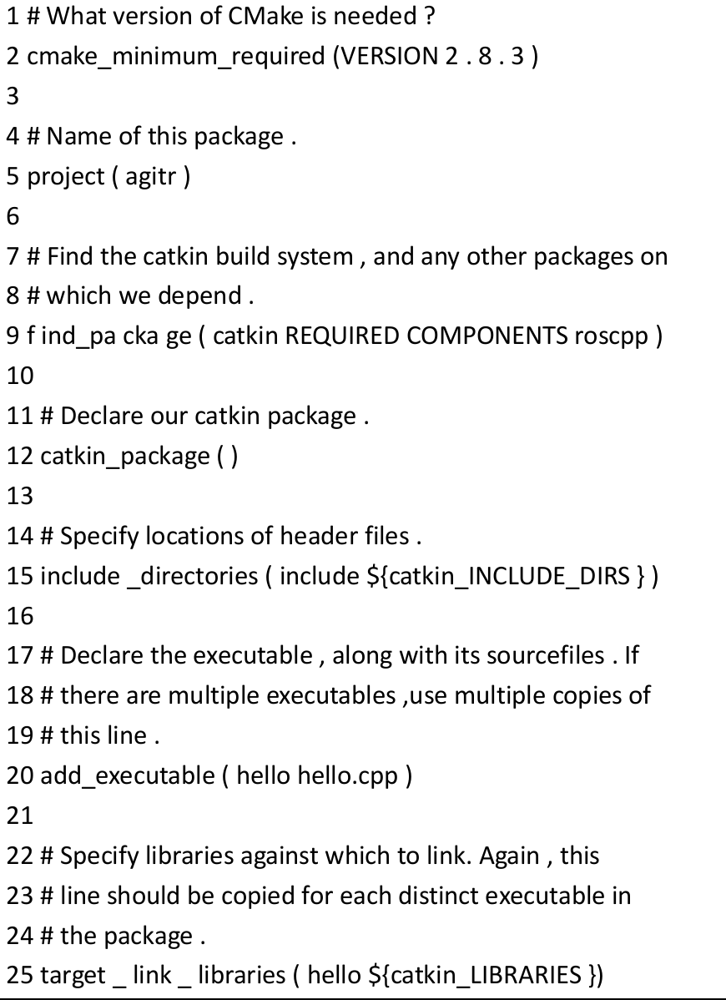 1 # What version of CMake is needed ?
2 cmake_minimum_required (VERSION 2 . 8 . 3 )
3
4 # Name of this package .
5 project ( agitr )
6
7 # Find the catkin build system , and any other packages on
8 # which we depend .
9 f ind_pa cka ge ( catkin REQUIRED COMPONENTS roscpp )
10
11 # Declare our catkin package .
12 catkin_package ( )
13
14 # Specify locations of header files .
15 include _directories ( include ${catkin_INCLUDE_DIRS } )
16
17 # Declare the executable , along with its sourcefiles . If
18 # there are multiple executables ,use multiple copies of
19 # this line .
20 add_executable ( hello hello.cpp )
21
22 # Specify libraries against which to link. Again , this
23 # line should be copied for each distinct executable in
24 # the package .
25 target _ link _ libraries ( hello ${catkin_LIBRARIES })